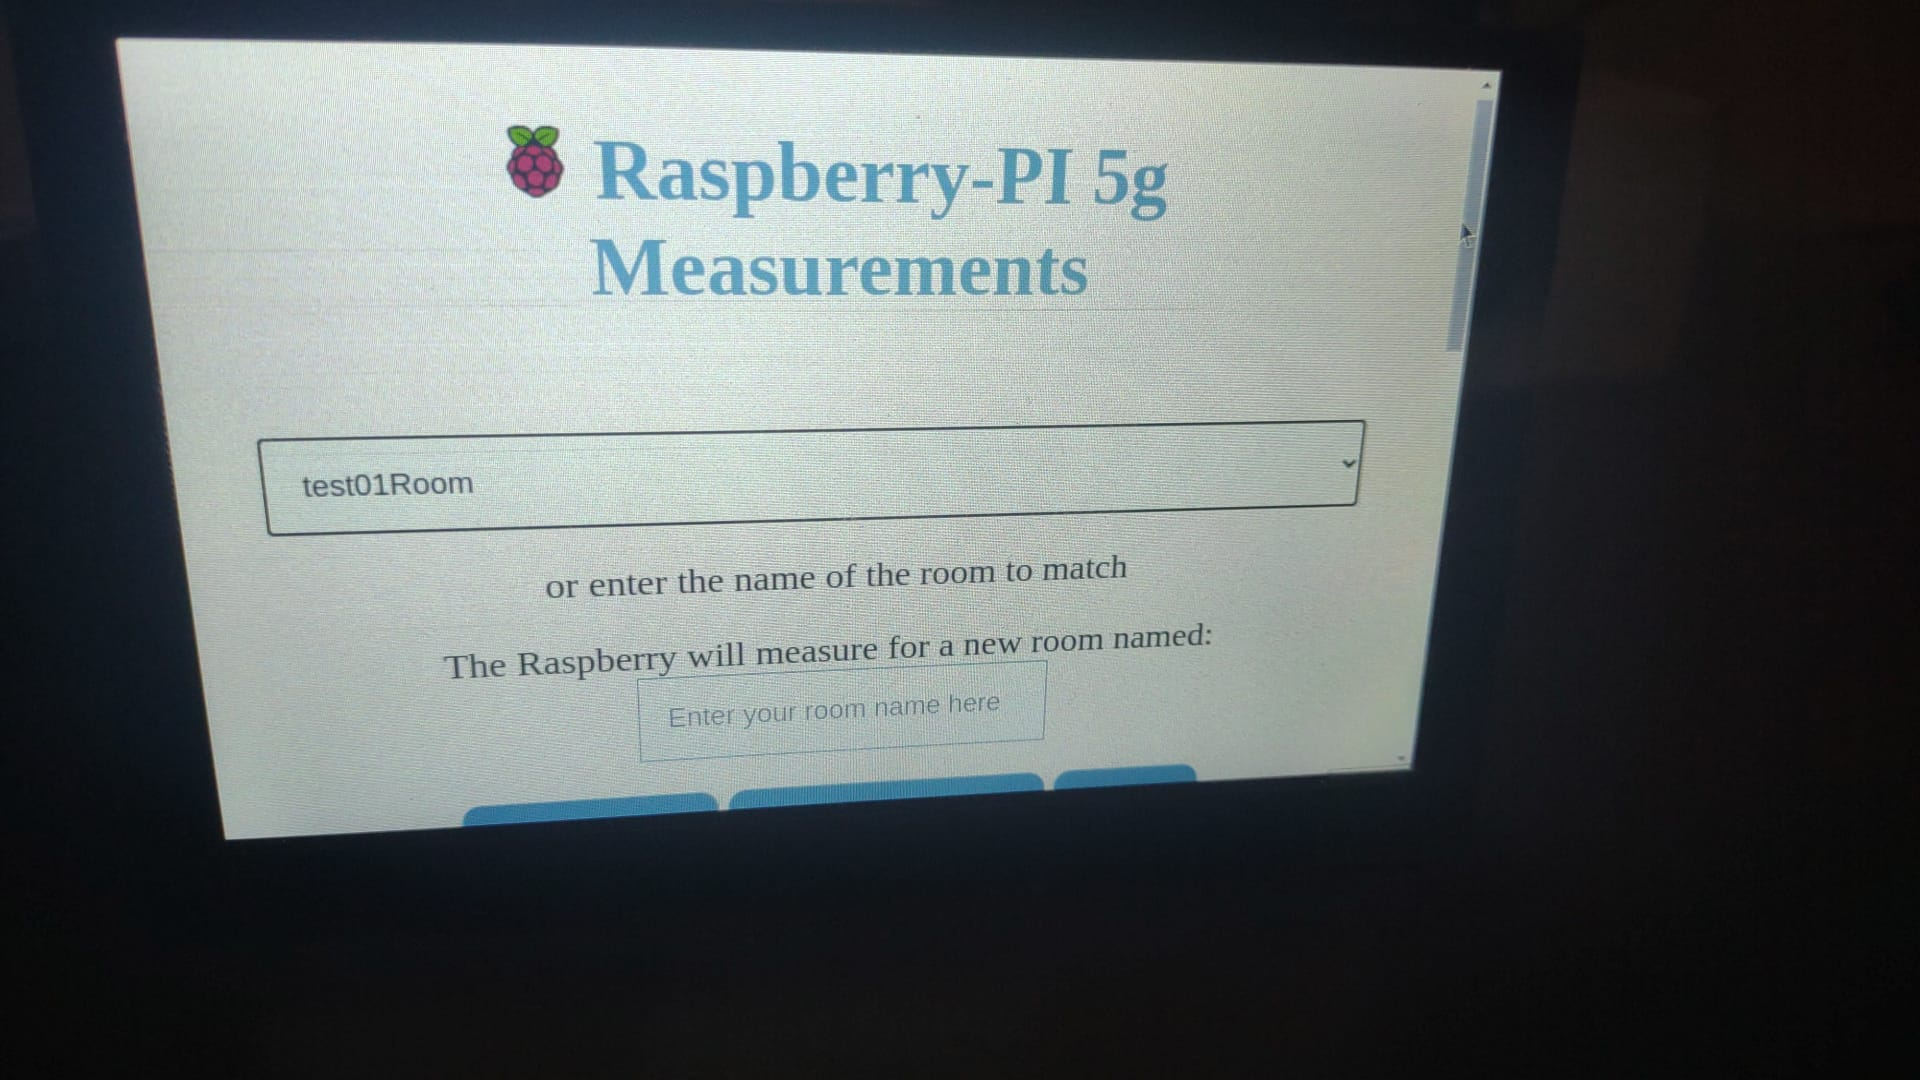 Raspberry-PI 5g
Measurements
test01Room
or enter the name of the room to match
The Raspberry will measure for a new room named:
Enter your room name here